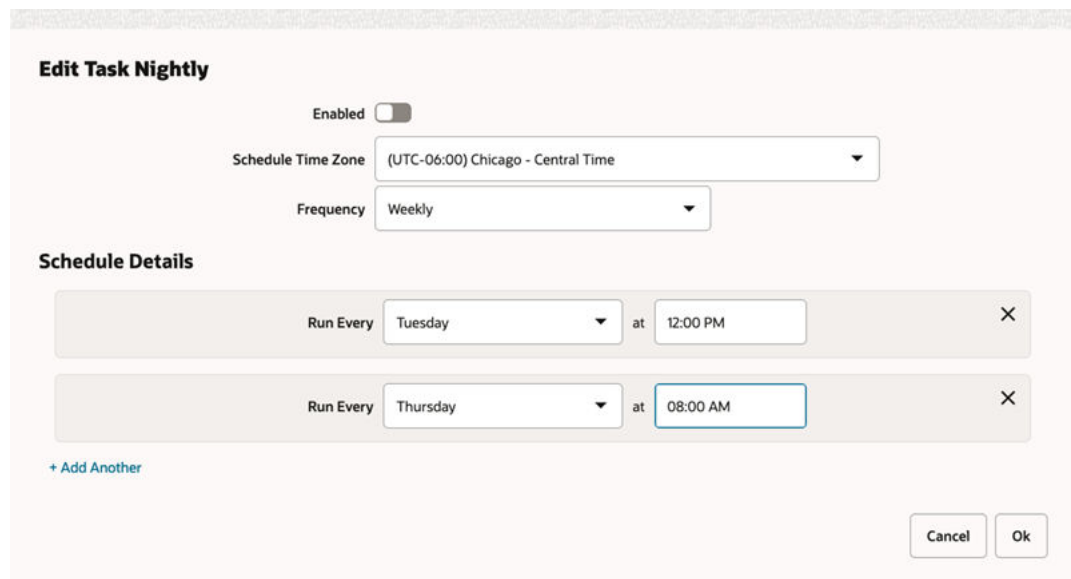 Edit Task Nightly
Enabled
Schedule Time Zone (UTC-06:00) Chicago - Central Time
Frequency Weekly
Schedule Details
Run Every Tuesday at 12:00 PM
Run Every Thursday at 08:00 AM
+ Add Another
Cancel Ok